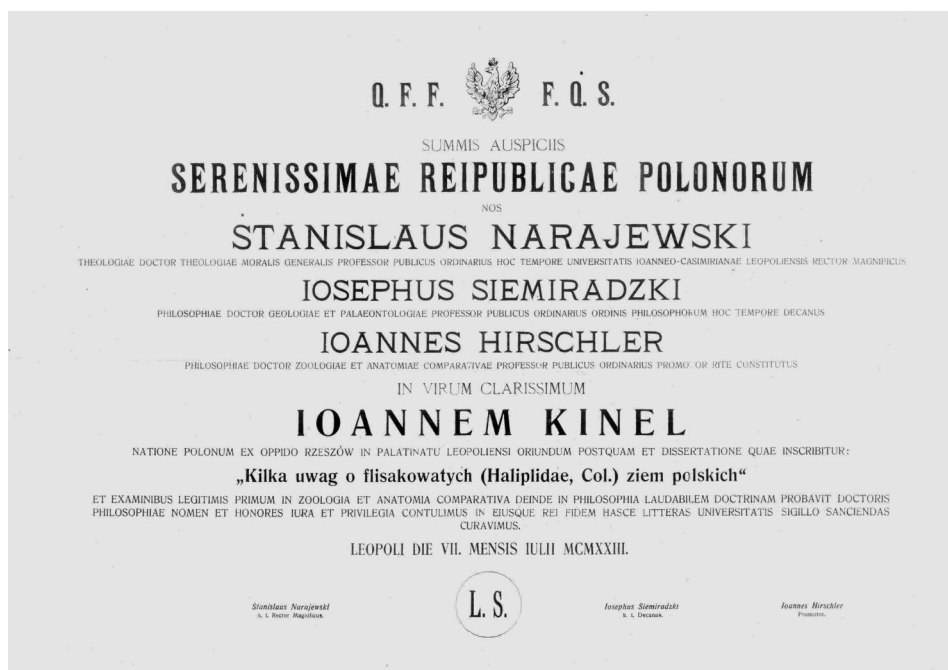 Q. F. F. F. Q. S.
SUMMIS AUSPICIIS
SERENISSIMAE REIPUBLICAE POLONORUM
NOS
STANISLAUS NARAJEWSKI
THEOLOGIAE DOCTOR THEOLOGIAE MORALIS GENERALIS PROFESSOR PUBLICUS ORDINARIUS HOC TEMPORE UNIVERSITATIS IOANNEO-CASIMIRIANAE LEOPOLIENSIS RECTOR MAGNIFICUS
IOSEPHUS SIEMIRADZKI
PHILOSOPHIAE DOCTOR GEOLOGIAE ET PALAEONTOLOGIAE PROFESSOR PUBLICUS ORDINARIUS ORDINIS PHILOSOPHORUM HOC TEMPORE DECANUS
IOANNES HIRSCHLER
PHILOSOPHIAE DOCTOR ZOOLOGIAE ET ANATOMIAE COMPARATIVAE PROFESSOR PUBLICUS ORDINARIUS PROMO OR RITE CONSTITUTUS
IN VIRUM CLARISSIMUM
IOANNEM KINEL
NATIONE POLONUM EX OPPIDO RZESZÓW IN PALATINATU LEOPOLIENSI ORIUNDUM POSTQUAM ET DISSERTATIONE QUAE INSCRIBITUR:
„Kilka uwag o flisakowatych (Haliplidae, Col.) ziem polskich“
ET EXAMINIBUS LEGITIMIS PRIMUM IN ZOOLOGIA ET ANATOMIA COMPARATIVA DEINDE IN PHILOSOPHIA LAUDABILEM DOCTRINAM PROBAVIT DOCTORIS
PHILOSOPHIAE NOMEN ET HONORES IURA ET PRIVILEGIA CONTULIMUS IN EIUSQUE REI FIDEM HASCE LITTERAS UNIVERSITATIS SIGILLO SANCIENDAS
CURAVIMUS.
LEOPOLI DIE VII. MENSIS IULII MCMXXIII.
L. S.
Stanislaus Narajewski
h. t. Rector Magnificus.
Iosephus Siemiradzki
h. t. Decanus.
Ioannes Hirschler
Promotor.